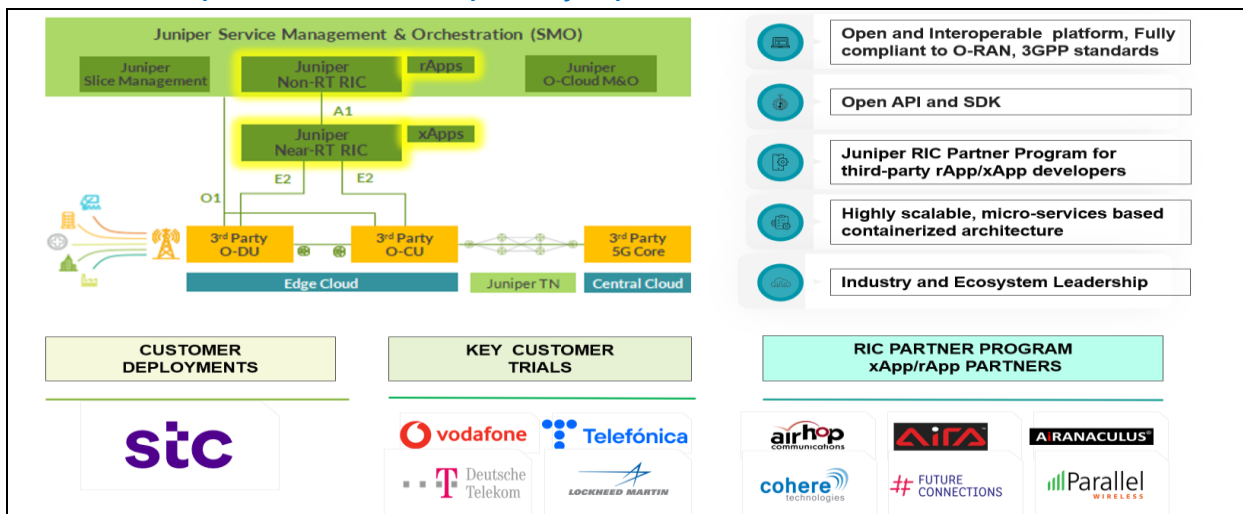 Juniper Service Management & Orchestration (SMO)
Juniper
Slice Management
Juniper
Non-RT RIC
rApps
Juniper
O-Cloud M&O
A1
Juniper
Near-RT RIC
xApps
E2
E2
O1
3rd Party
O-DU
3rd Party
O-CU
3rd Party
5G Core
Edge Cloud
Juniper TN
Central Cloud
Open and Interoperable platform, Fully
compliant to O-RAN, 3GPP standards
Open API and SDK
Juniper RIC Partner Program for
third-party rApp/xApp developers
Highly scalable, micro-services based
containerized architecture
Industry and Ecosystem Leadership
CUSTOMER
DEPLOYMENTS
stc
KEY CUSTOMER
TRIALS
vodafone
Telefónica
Deutsche
Telekom
LOCKHEED MARTIN
RIC PARTNER PROGRAM
xApp/rApp PARTNERS
airhop
communications
AiRA
AiRANACULUS®
cohere
technologies
FUTURE
CONNECTIONS
Parallel
WIRELESS